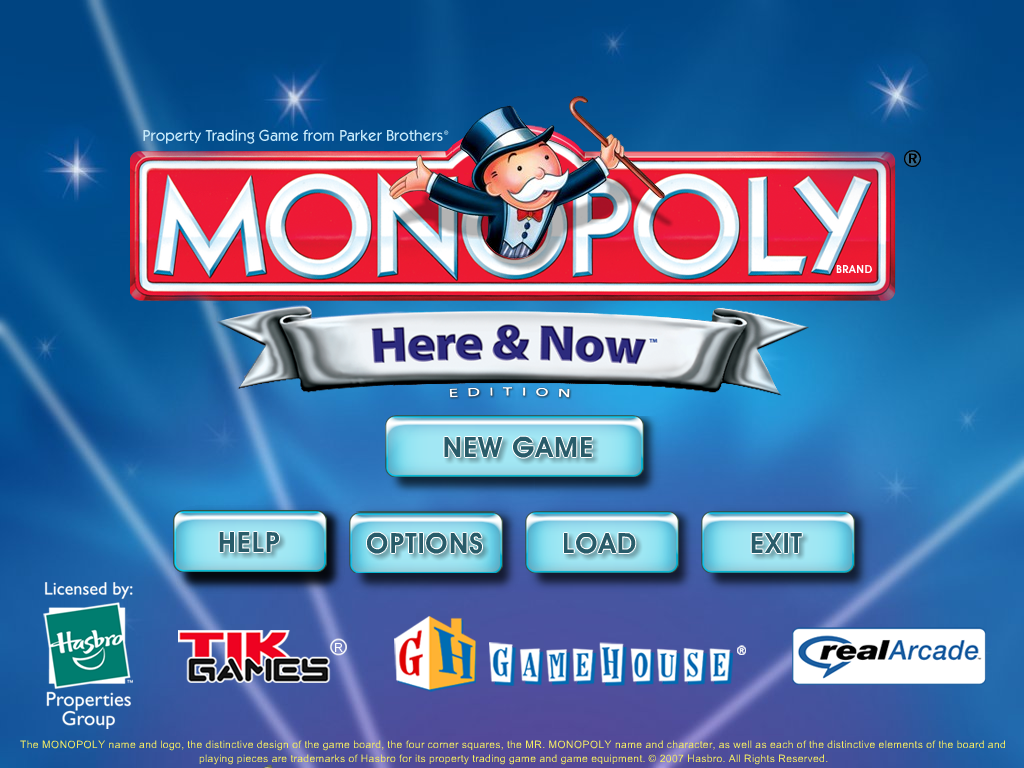 Property Trading Game from Parker Brothers®
®
MONOPOLY
BRAND
Here & Now™
EDITION
NEW GAME
HELP OPTIONS LOAD EXIT
Licensed by:
Hasbro™
Properties
Group
TIK
GAMES®
GH GAMEHOUSE®
realArcade™
The MONOPOLY name and logo, the distinctive design of the game board, the four corner squares, the MR. MONOPOLY name and character, as well as each of the distinctive elements of the board and
playing pieces are trademarks of Hasbro for its property trading game and game equipment. © 2007 Hasbro. All Rights Reserved.